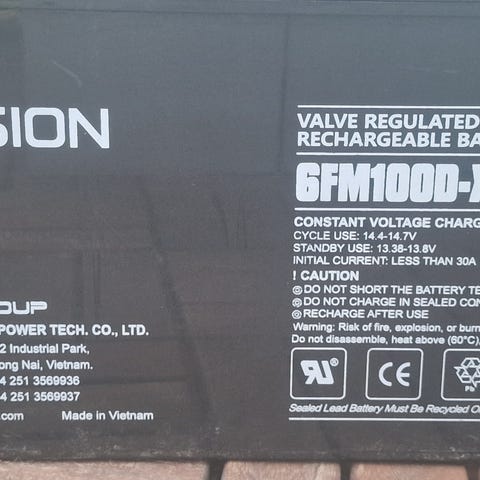 SION
VALVE REGULATED
RECHARGEABLE BA
6FM100D-X
CONSTANT VOLTAGE CHARG
CYCLE USE: 14.4-14.7V
STANDBY USE: 13.38-13.8V
INITIAL CURRENT: LESS THAN 30A
! CAUTION
DO NOT SHORT THE BATTERY TE
DO NOT CHARGE IN SEALED CON
RECHARGE AFTER USE
Warning: Risk of fire, explosion, or burn
Do not disassemble, heat above (60°C),
OUP
POWER TECH. CO., LTD.
2 Industrial Park,
ong Nai, Vietnam.
4 251 3569936
4 251 3569937
.com
Made in Vietnam
CE
Pb
Sealed Lead Battery Must Be Recycled